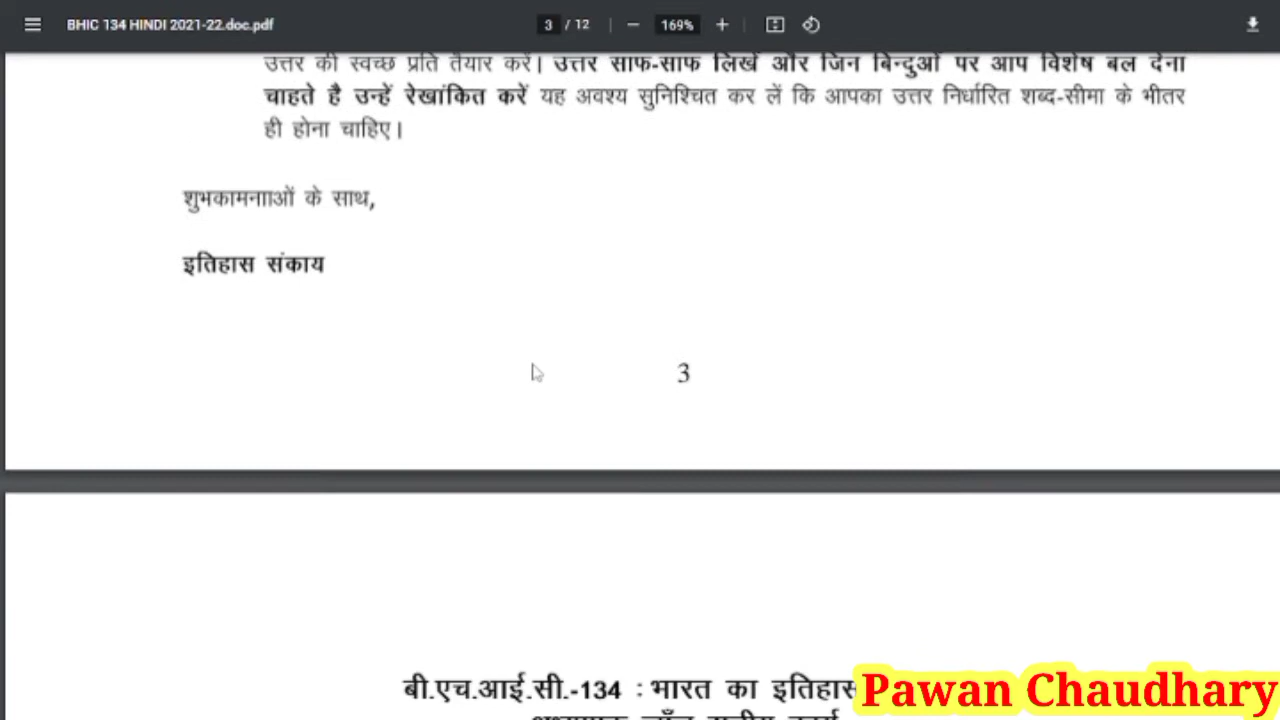 BHIC 134 HINDI 2021-22.doc.pdf 3 / 12 169%
उत्तर की स्वच्छ प्रति तैयार करें। उत्तर साफ-साफ लिखें और जिन बिन्दुओं पर आप विशेष बल देना
चाहते है उन्हें रेखांकित करें यह अवश्य सुनिश्चित कर लें कि आपका उत्तर निर्धारित शब्द-सीमा के भीतर
ही होना चाहिए।
शुभकामनााओं के साथ,
इतिहास संकाय
3
बी.एच.आई.सी.-134 : भारत का इतिहास
Pawan Chaudhary